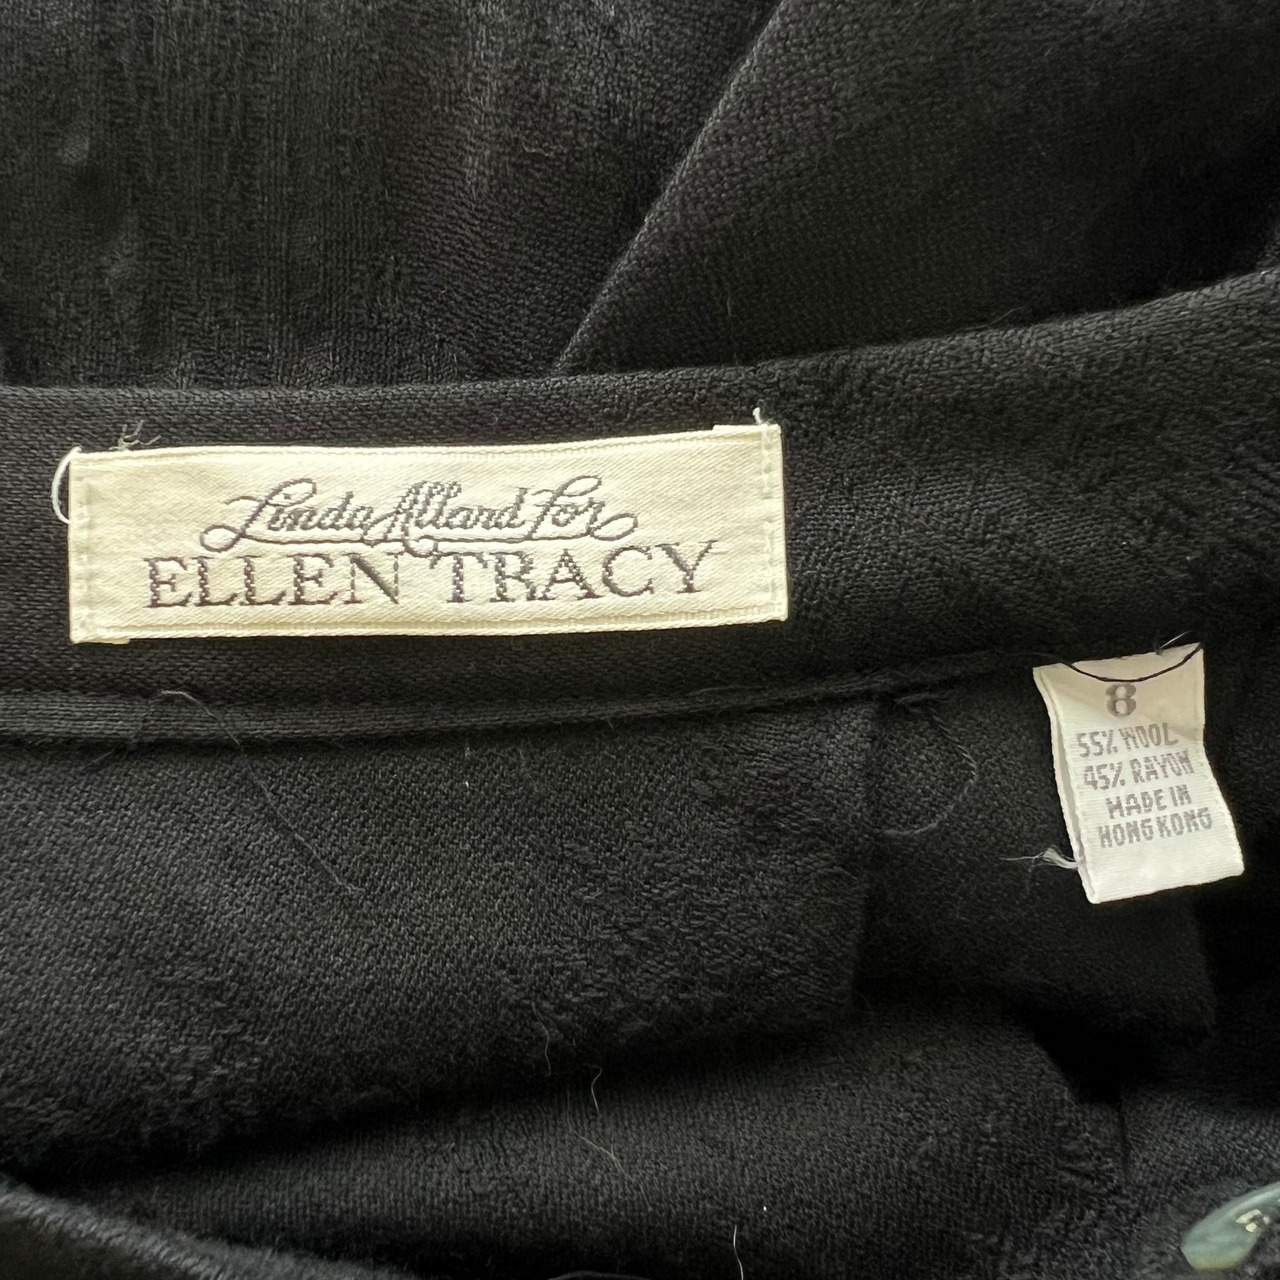 Linda Allard for
ELLEN TRACY
8
55% WOOL
45% RAYON
MADE IN
HONG KONG